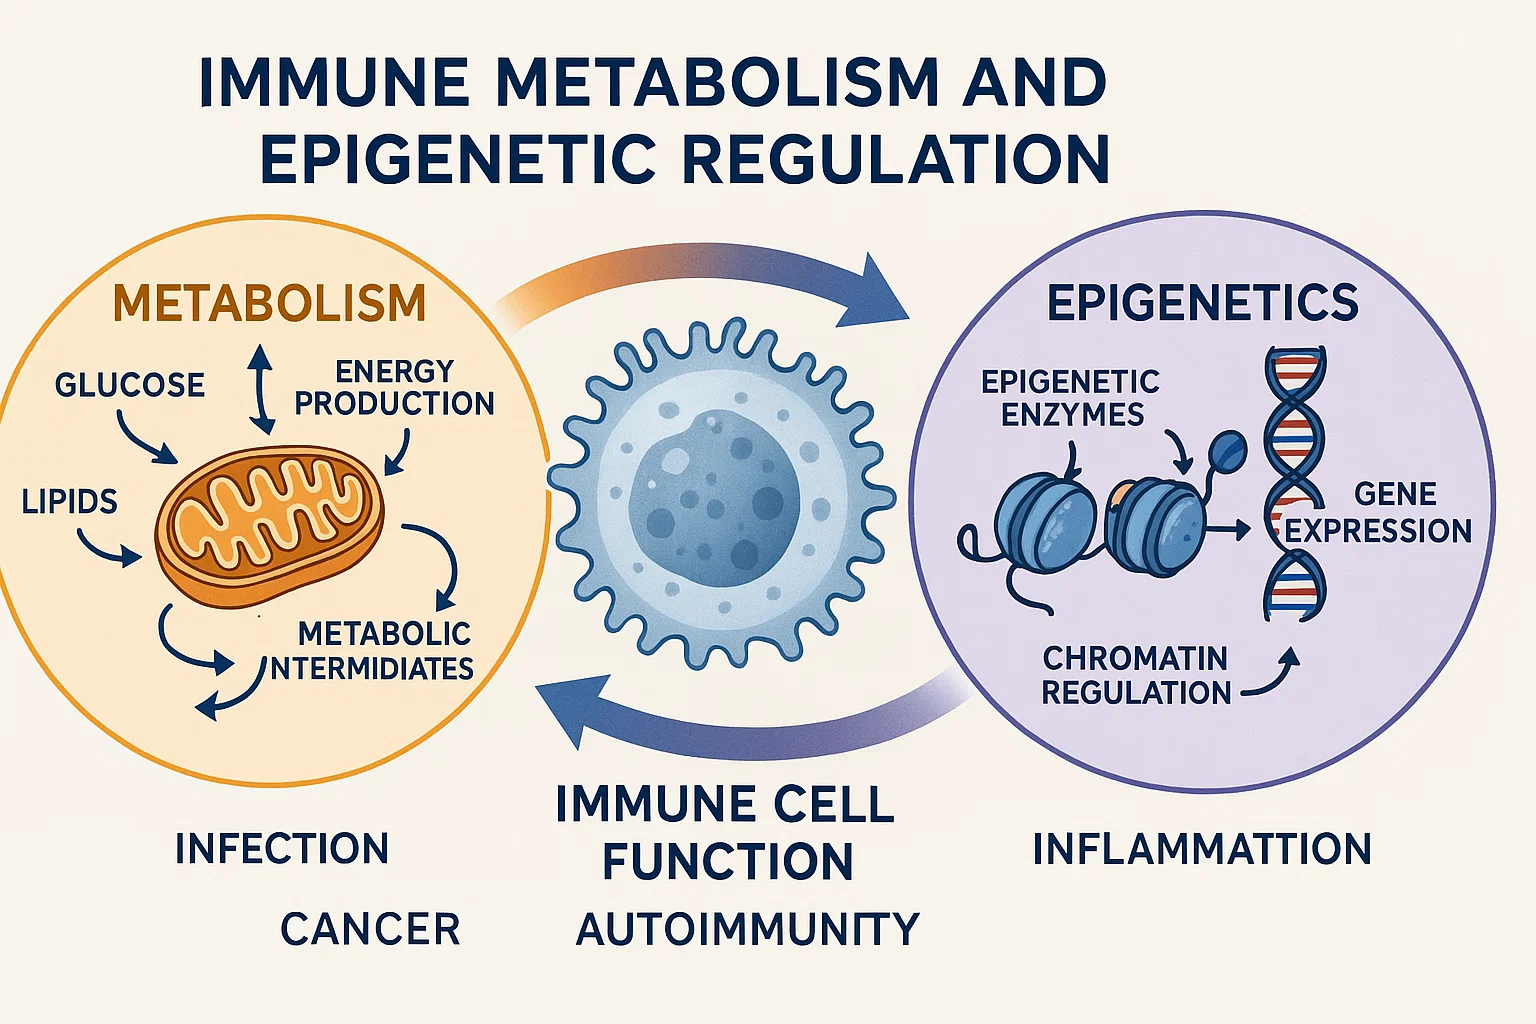 IMMUNE METABOLISM AND
EPIGENETIC REGULATION
METABOLISM
GLUCOSE
ENERGY
PRODUCTION
LIPIDS
METABOLIC
INTERMIDIATES
EPIGENETICS
EPIGENETIC
ENZYMES
GENE
EXPRESSION
CHROMATIN
REGULATION
IMMUNE CELL
FUNCTION
INFECTION
INFLAMMATTION
CANCER
AUTOIMMUNITY